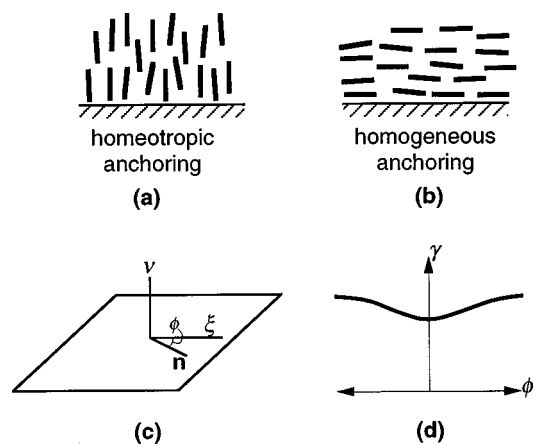 homeotropic
anchoring
(a)
homogeneous
anchoring
(b)
ν
ϕ
ξ
n
(c)
γ
ϕ
(d)